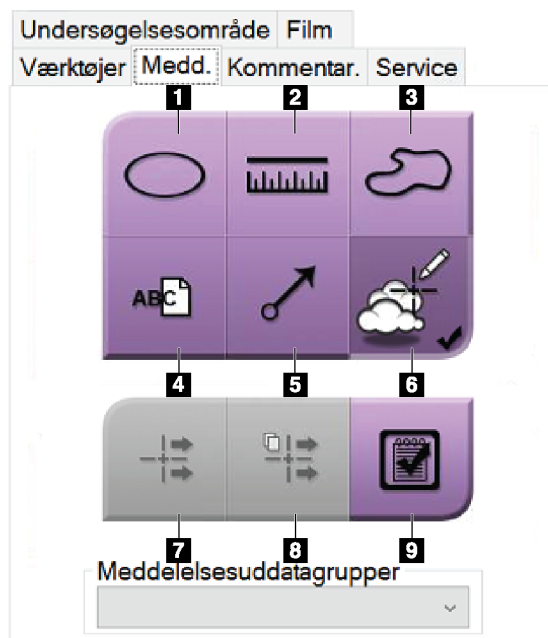 Undersøgelsesområde Film
Værktøjer Medd. Kommentar. Service
1 2 3
ABC
4 5 6
7 8 9
Meddelelsesuddatagrupper